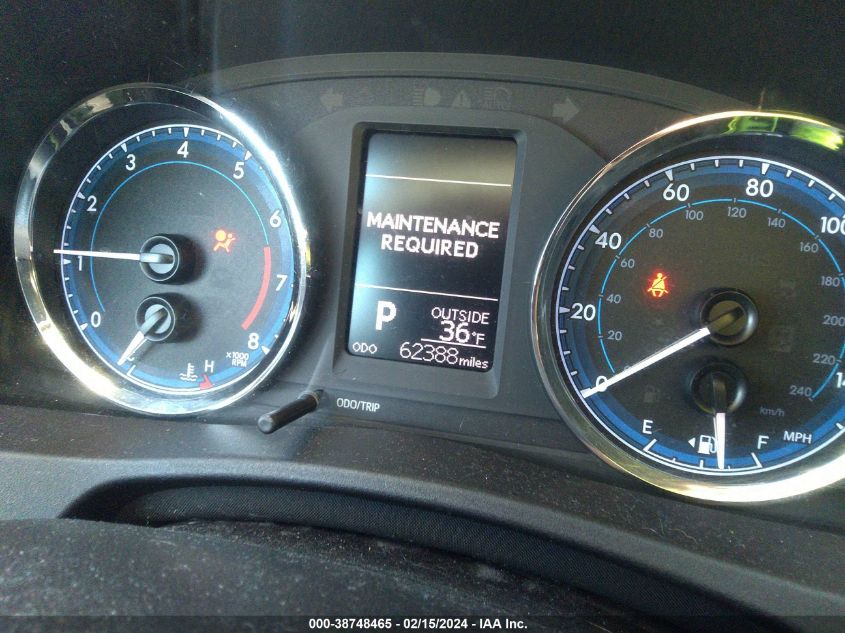 0 1 2 3 4 5 6 7 8
x1000
RPM
H
MAINTENANCE
REQUIRED
P
OUTSIDE
36°F
ODO 62388 miles
ODO/TRIP
0 20 40 60 80 100
20 40 60 80 100 120 140 160 180 200 220 240
km/h
MPH
E F
000-38748465 - 02/15/2024 - IAA Inc.